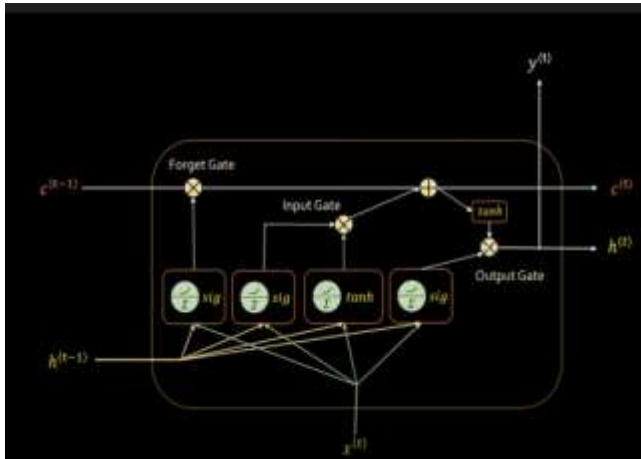 y⁽ᵗ⁾
Forget Gate
c⁽ᵗ⁻¹⁾
c⁽ᵗ⁾
Input Gate
tanh
h⁽ᵗ⁾
Output Gate
Σ sig
Σ sig
Σ tanh
Σ sig
h⁽ᵗ⁻¹⁾
x⁽ᵗ⁾